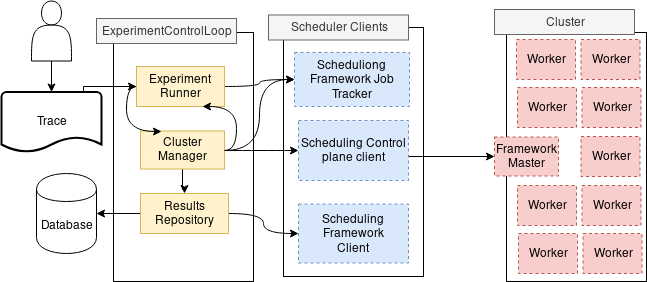 ExperimentControlLoop
Scheduler Clients
Cluster
Trace
Database
Experiment
Runner
Cluster
Manager
Results
Repository
Scheduliong
Framework Job
Tracker
Scheduling Control
plane client
Scheduling
Framework
Client
Worker
Worker
Worker
Worker
Framework
Master
Worker
Worker
Worker
Worker
Worker